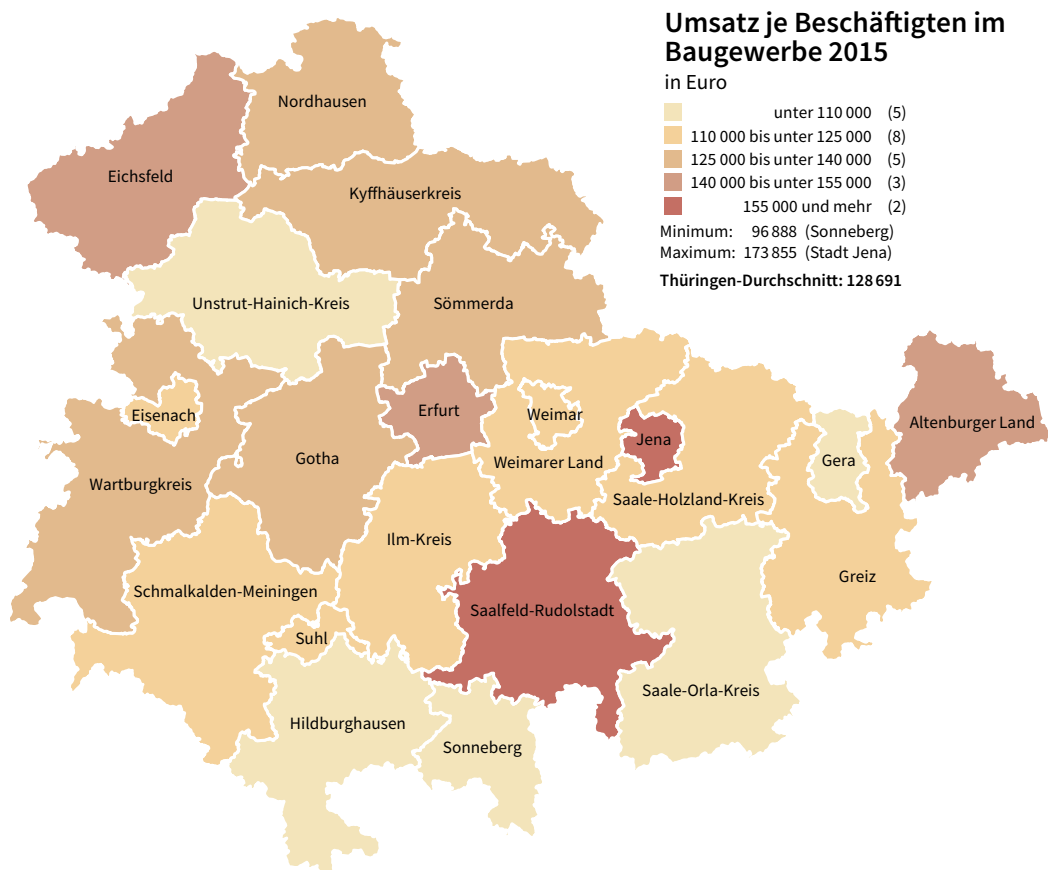 Umsatz je Beschäftigten im
Baugewerbe 2015
in Euro
unter 110 000 (5)
110 000 bis unter 125 000 (8)
125 000 bis unter 140 000 (5)
140 000 bis unter 155 000 (3)
155 000 und mehr (2)
Minimum: 96 888 (Sonneberg)
Maximum: 173 855 (Stadt Jena)
Thüringen-Durchschnitt: 128 691
Nordhausen
Eichsfeld
Kyffhäuserkreis
Unstrut-Hainich-Kreis
Sömmerda
Eisenach
Erfurt
Weimar
Jena
Altenburger Land
Gotha
Weimarer Land
Gera
Wartburgkreis
Saale-Holzland-Kreis
Ilm-Kreis
Greiz
Schmalkalden-Meiningen
Saalfeld-Rudolstadt
Suhl
Saale-Orla-Kreis
Hildburghausen
Sonneberg